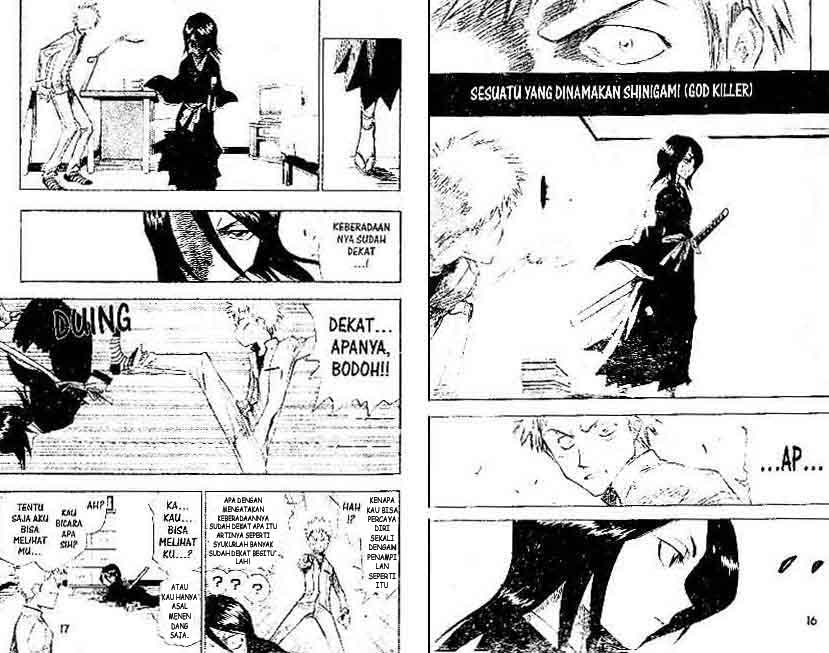 SESUATU YANG DINAMAKAN SHINIGAMI (GOD KILLER)
...AP...
16
KEBERADAAN
NYA SUDAH
DEKAT
...!
DUING
DEKAT...
APANYA,
BODOH!!
KENAPA
KAU BISA
PERCAYA
DIRI
SEKALI
DENGAM
PENAMPI
LAN
SEPERTI
ITU
HAH
!?
APA DENGAN
MENGATAKAN
KEBERADAANNYA
SUDAH DEKAT APA ITU
ARTINYA SEPERTI
SYUKURLAH BANYAK
SUDAH DEKAT BEGITU'
LAH!
? ? ?
KA...
KAU...
BISA
MELIHAT
KU...?
ATAU
'KAU HANYA'
ASAL
MENEN
DANG
SAJA.
AH?
KAU
BICARA
APA
SIH?
TENTU
SAJA AKU
BISA
MELIHAT
MU...
17